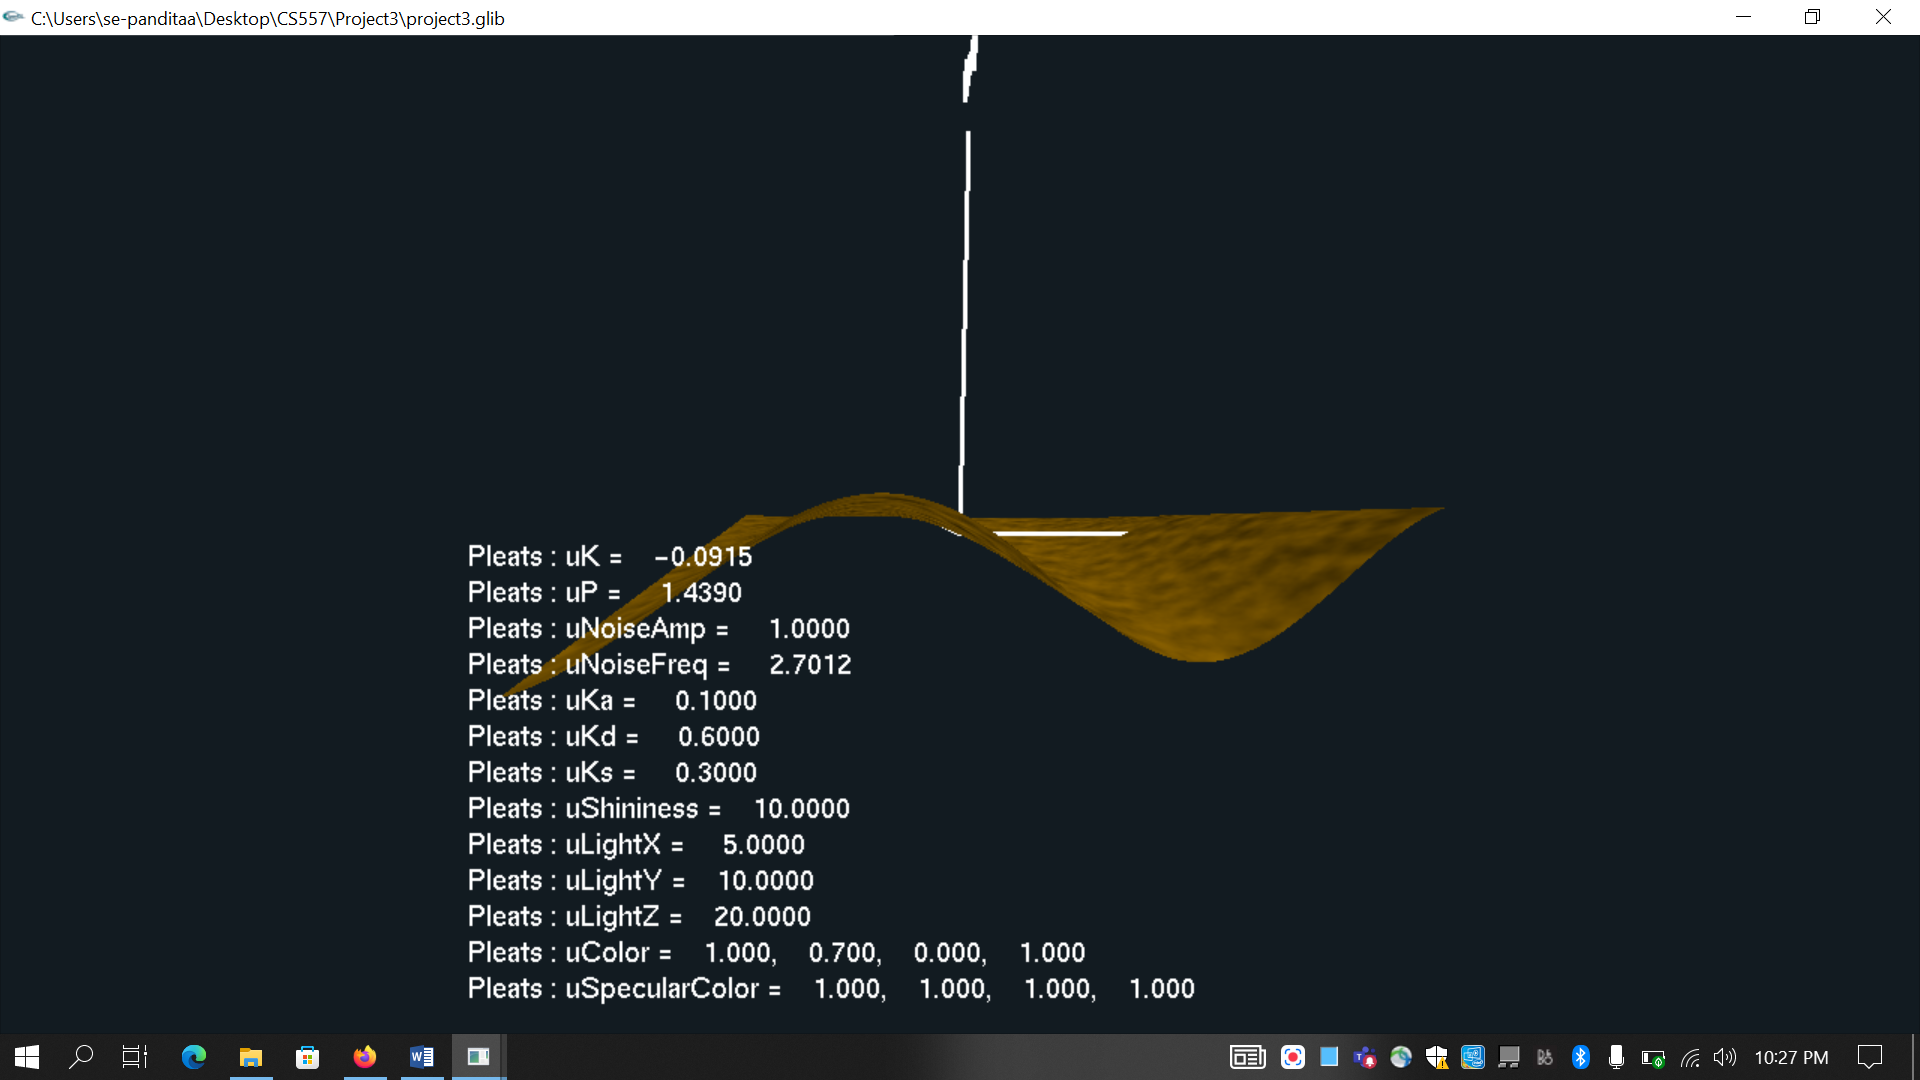 C:\Users\se-panditaa\Desktop\CS557\Project3\project3.glib
Pleats : uK = -0.0915
Pleats : uP = 1.4390
Pleats : uNoiseAmp = 1.0000
Pleats : uNoiseFreq = 2.7012
Pleats : uKa = 0.1000
Pleats : uKd = 0.6000
Pleats : uKs = 0.3000
Pleats : uShininess = 10.0000
Pleats : uLightX = 5.0000
Pleats : uLightY = 10.0000
Pleats : uLightZ = 20.0000
Pleats : uColor = 1.000, 0.700, 0.000, 1.000
Pleats : uSpecularColor = 1.000, 1.000, 1.000, 1.000
10:27 PM